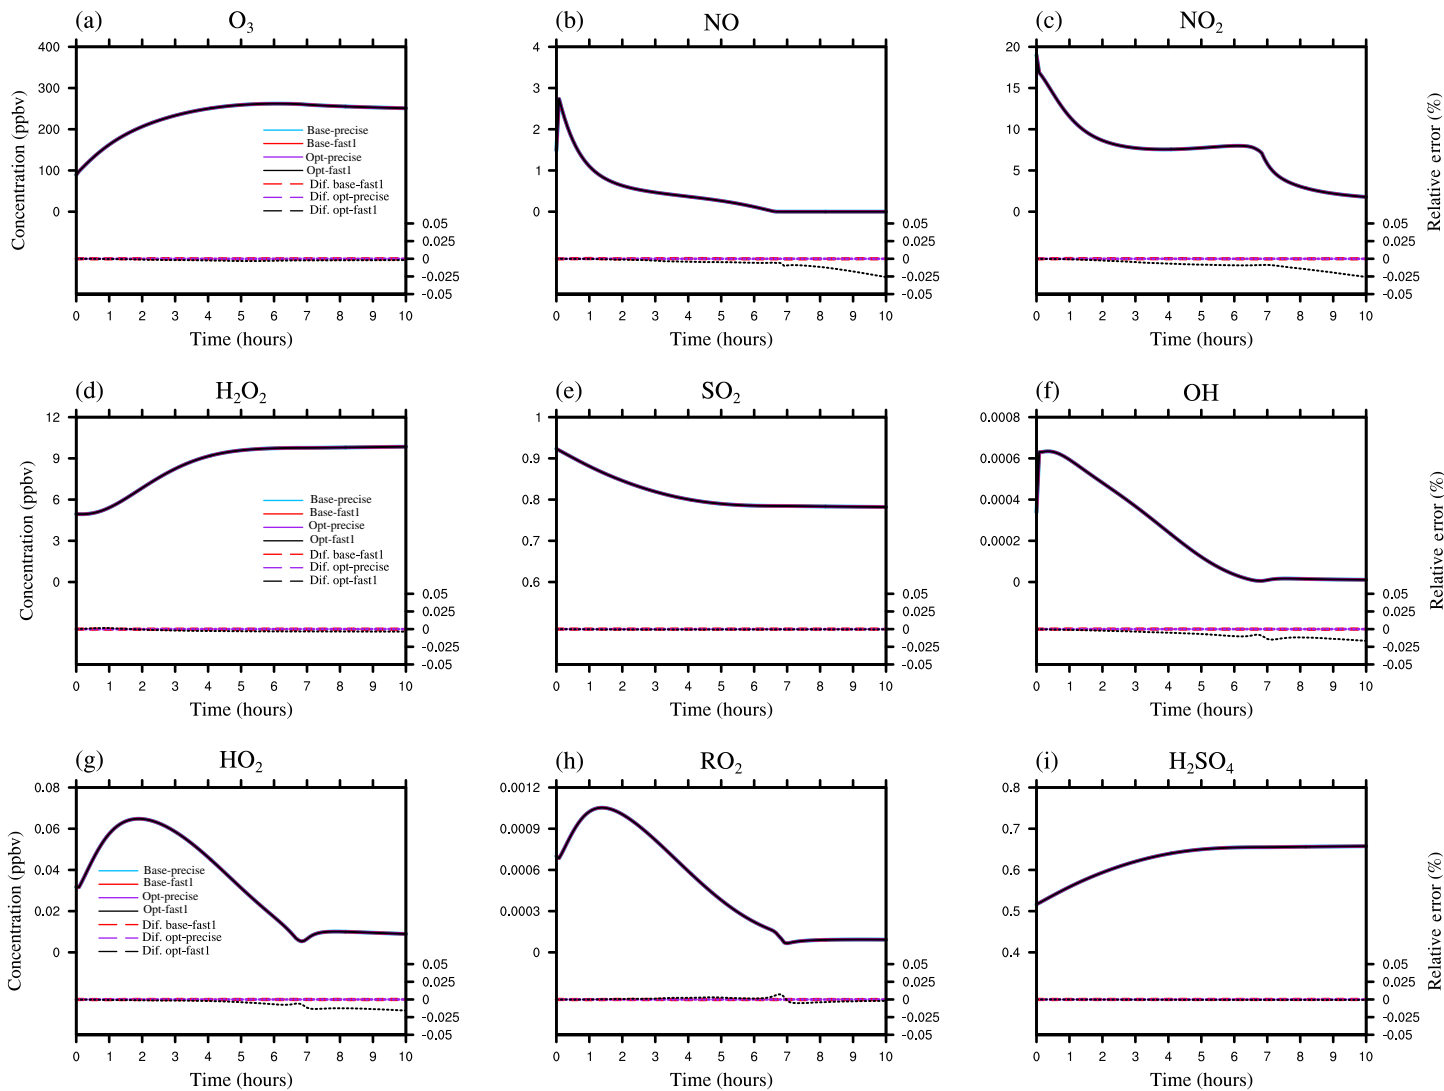 (a) O3
400
300
200
100
0
Concentration (ppbv)
Base-precise
Base-fast1
Opt-precise
Opt-fast1
Dif. base-fast1
Dif. opt-precise
Dif. opt-fast1
0.05
0.025
0
-0.025
-0.05
0 1 2 3 4 5 6 7 8 9 10
Time (hours)
(b) NO
4
3
2
1
0
0.05
0.025
0
-0.025
-0.05
0 1 2 3 4 5 6 7 8 9 10
Time (hours)
(c) NO2
20
15
10
5
0
0.05
0.025
0
-0.025
-0.05
Relative error (%)
0 1 2 3 4 5 6 7 8 9 10
Time (hours)
(d) H2O2
12
9
6
3
0
Concentration (ppbv)
Base-precise
Base-fast1
Opt-precise
Opt-fast1
Dif. base-fast1
Dif. opt-precise
Dif. opt-fast1
0.05
0.025
0
-0.025
-0.05
0 1 2 3 4 5 6 7 8 9 10
Time (hours)
(e) SO2
1
0.9
0.8
0.7
0.6
0.05
0.025
0
-0.025
-0.05
0 1 2 3 4 5 6 7 8 9 10
Time (hours)
(f) OH
0.0008
0.0006
0.0004
0.0002
0
0.05
0.025
0
-0.025
-0.05
Relative error (%)
0 1 2 3 4 5 6 7 8 9 10
Time (hours)
(g) HO2
0.08
0.06
0.04
0.02
0
Concentration (ppbv)
Base-precise
Base-fast1
Opt-precise
Opt-fast1
Dif. base-fast1
Dif. opt-precise
Dif. opt-fast1
0.05
0.025
0
-0.025
-0.05
0 1 2 3 4 5 6 7 8 9 10
Time (hours)
(h) RO2
0.0012
0.0009
0.0006
0.0003
0
0.05
0.025
0
-0.025
-0.05
0 1 2 3 4 5 6 7 8 9 10
Time (hours)
(i) H2SO4
0.8
0.7
0.6
0.5
0.4
0.05
0.025
0
-0.025
-0.05
Relative error (%)
0 1 2 3 4 5 6 7 8 9 10
Time (hours)